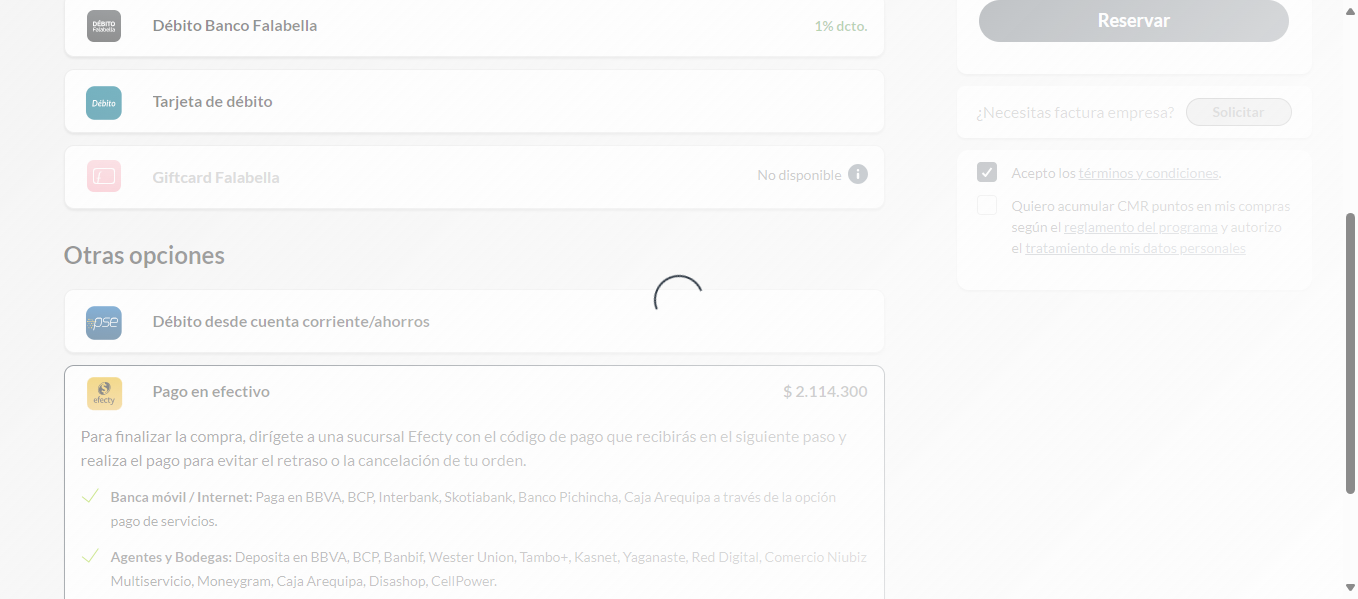 DÉBITO
Falabella
Débito Banco Falabella
1% dcto.
Débito
Tarjeta de débito
Giftcard Falabella
No disponible
i
Otras opciones
pse
Débito desde cuenta corriente/ahorros
efecty
Pago en efectivo
$ 2.114.300
Para finalizar la compra, dirígete a una sucursal Efecty con el código de pago que recibirás en el siguiente paso y
realiza el pago para evitar el retraso o la cancelación de tu orden.
Banca móvil / Internet: Paga en BBVA, BCP, Interbank, Skotiabank, Banco Pichincha, Caja Arequipa a través de la opción
pago de servicios.
Agentes y Bodegas: Deposita en BBVA, BCP, Banbif, Wester Union, Tambo+, Kasnet, Yaganaste, Red Digital, Comercio Niubiz
Multiservicio, Moneygram, Caja Arequipa, Disashop, CellPower.
Reservar
¿Necesitas factura empresa?
Solicitar
Acepto los términos y condiciones.
Quiero acumular CMR puntos en mis compras
según el reglamento del programa y autorizo
el tratamiento de mis datos personales